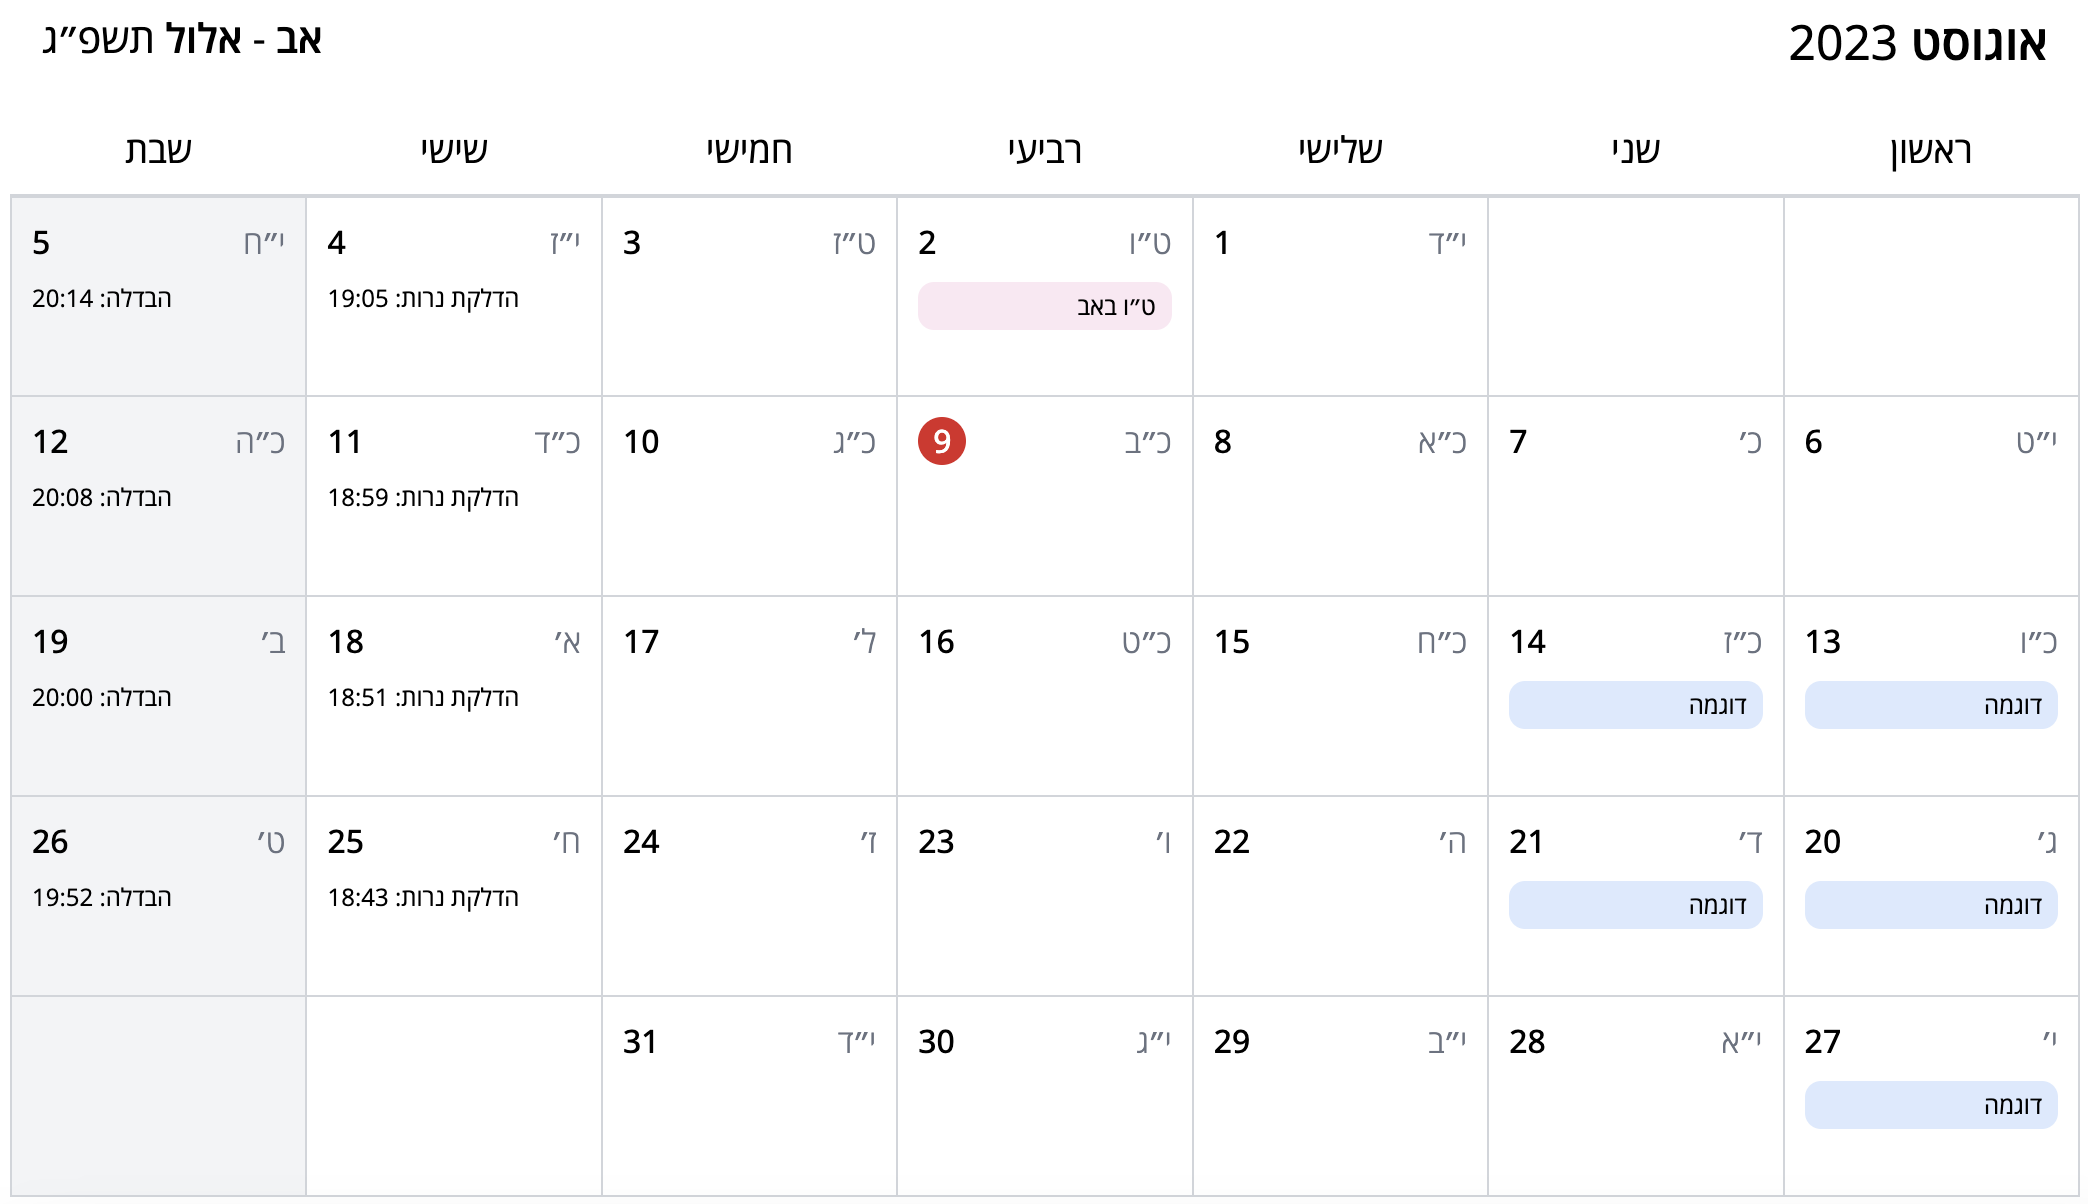 אוגוסט 2023
אב - אלול תשפ״ג
ראשון שני שלישי רביעי חמישי שישי שבת
י״ד 1 ט״ו 2 ט״ז 3 י״ז 4 י״ח 5
ט״ו באב הדלקת נרות: 19:05 הבדלה: 20:14
י״ט 6 כ׳ 7 כ״א 8 כ״ב 9 כ״ג 10 כ״ד 11 כ״ה 12
הדלקת נרות: 18:59 הבדלה: 20:08
כ״ו 13 כ״ז 14 כ״ח 15 כ״ט 16 ל׳ 17 א׳ 18 ב׳ 19
דוגמה דוגמה הדלקת נרות: 18:51 הבדלה: 20:00
ג׳ 20 ד׳ 21 ה׳ 22 ו׳ 23 ז׳ 24 ח׳ 25 ט׳ 26
דוגמה דוגמה הדלקת נרות: 18:43 הבדלה: 19:52
י׳ 27 י״א 28 י״ב 29 י״ג 30 י״ד 31
דוגמה